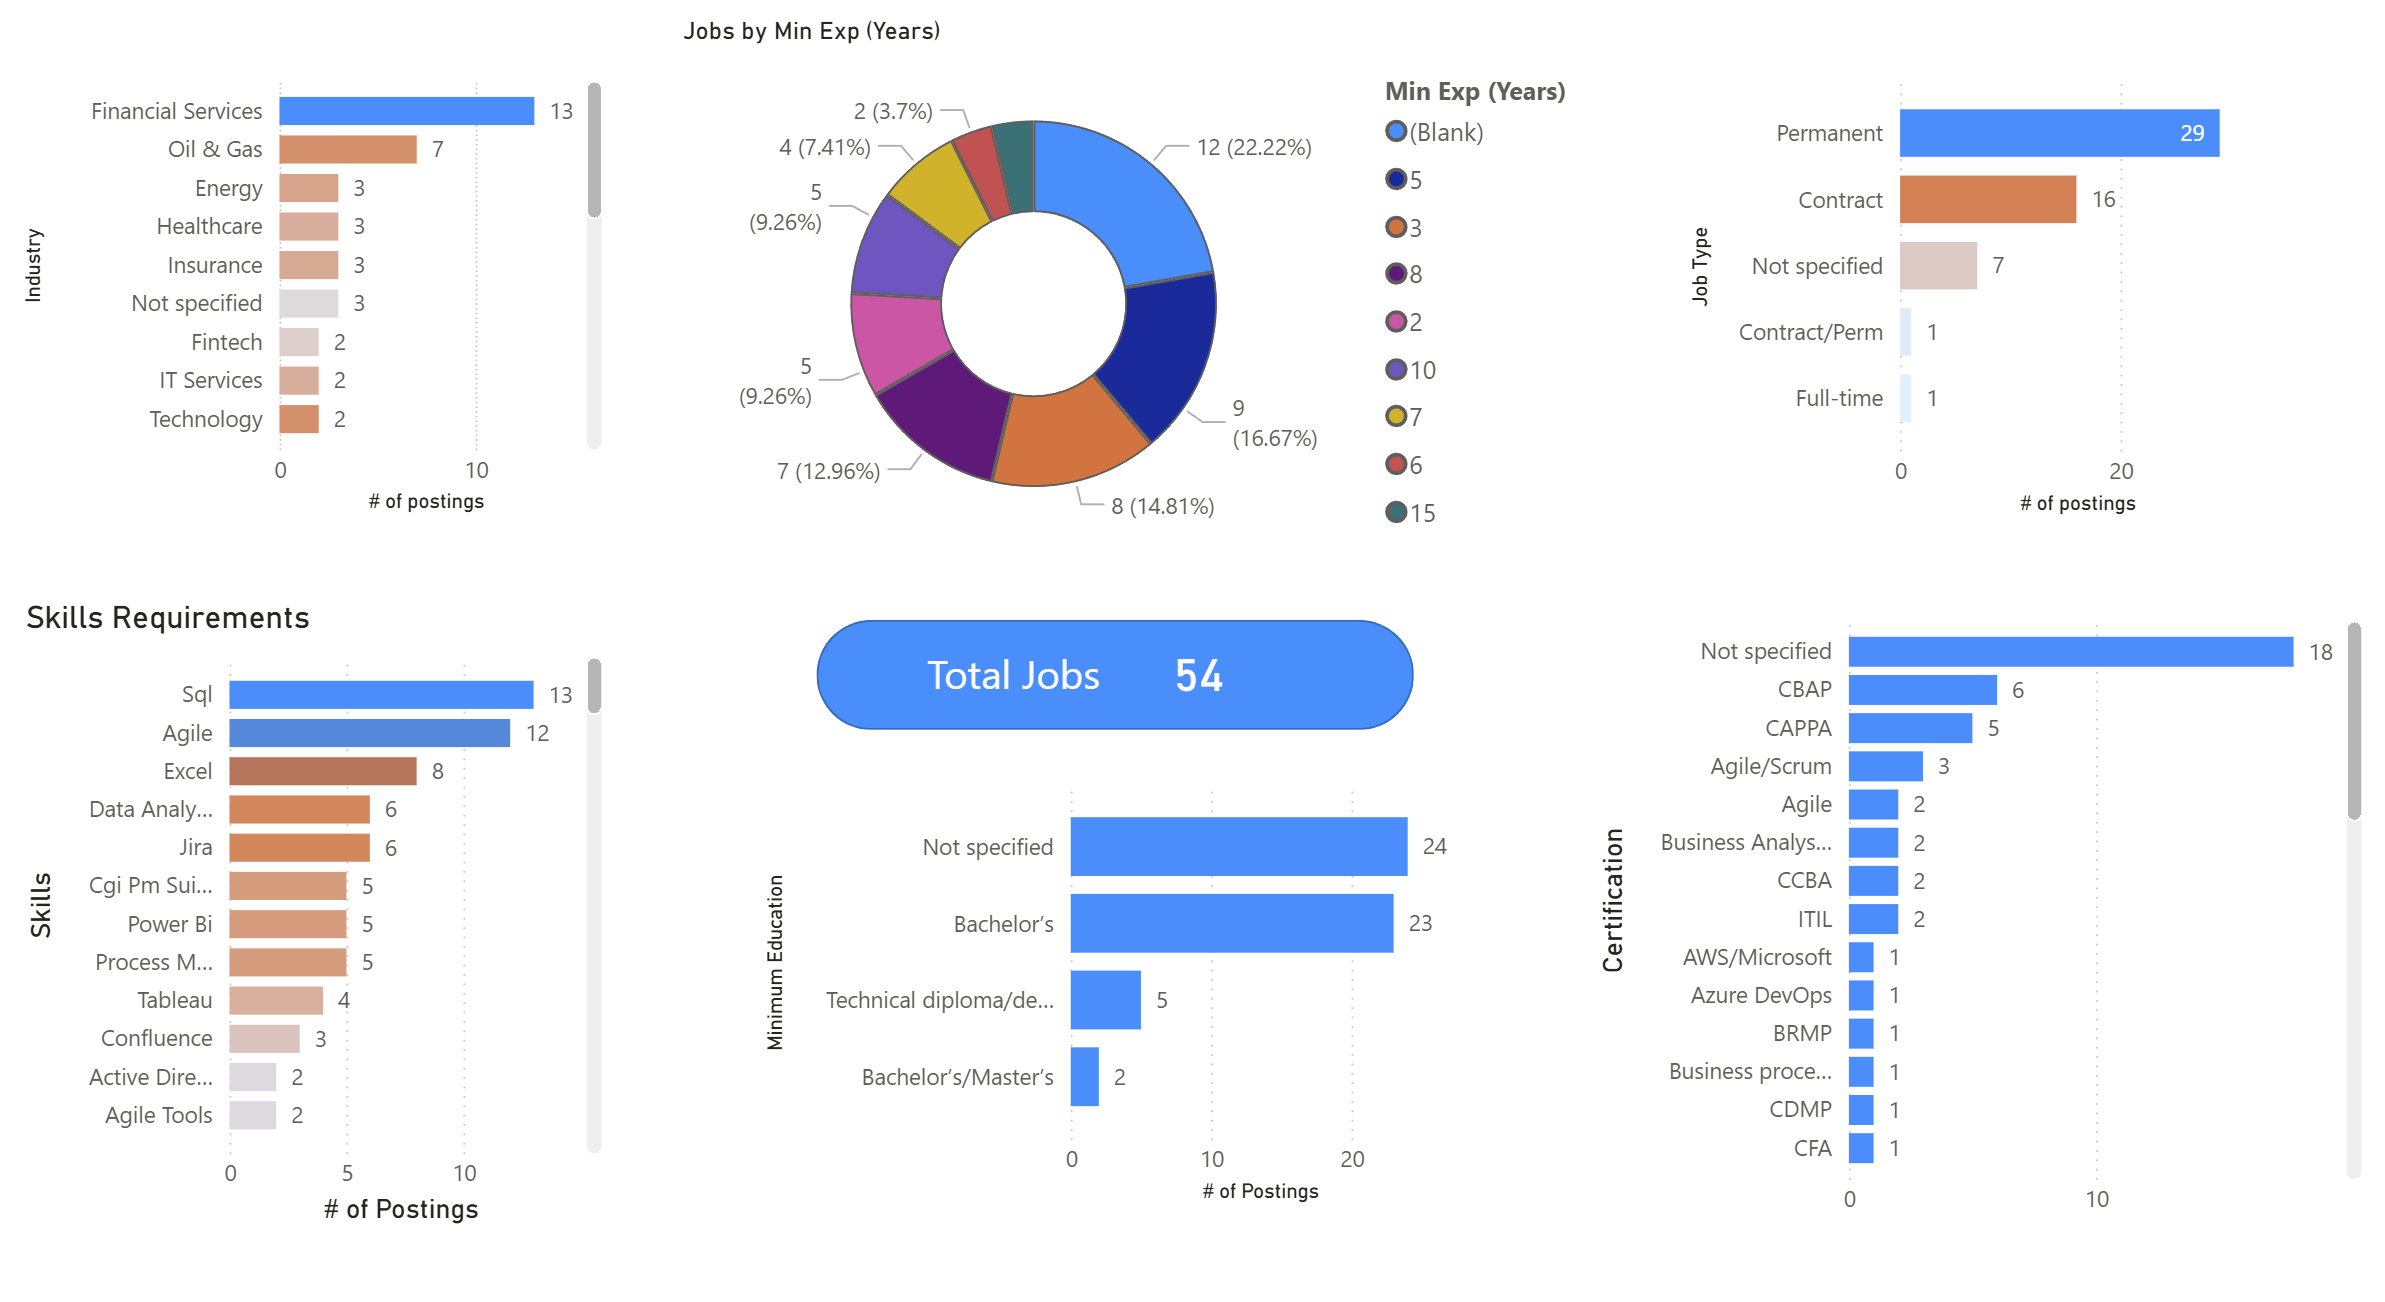 Jobs by Min Exp (Years)
Industry
Financial Services 13
Oil & Gas 7
Energy 3
Healthcare 3
Insurance 3
Not specified 3
Fintech 2
IT Services 2
Technology 2
0 10
# of postings
2 (3.7%)
4 (7.41%)
5
(9.26%)
5
(9.26%)
7 (12.96%)
12 (22.22%)
9
(16.67%)
8 (14.81%)
Min Exp (Years)
(Blank)
5
3
8
2
10
7
6
15
Job Type
Permanent 29
Contract 16
Not specified 7
Contract/Perm 1
Full-time 1
0 20
# of postings
Skills Requirements
Skills
Sql 13
Agile 12
Excel 8
Data Analy... 6
Jira 6
Cgi Pm Sui... 5
Power Bi 5
Process M... 5
Tableau 4
Confluence 3
Active Dire... 2
Agile Tools 2
0 5 10
# of Postings
Total Jobs 54
Minimum Education
Not specified 24
Bachelor’s 23
Technical diploma/de... 5
Bachelor’s/Master’s 2
0 10 20
# of Postings
Certification
Not specified 18
CBAP 6
CAPPA 5
Agile/Scrum 3
Agile 2
Business Analys... 2
CCBA 2
ITIL 2
AWS/Microsoft 1
Azure DevOps 1
BRMP 1
Business proce... 1
CDMP 1
CFA 1
0 10